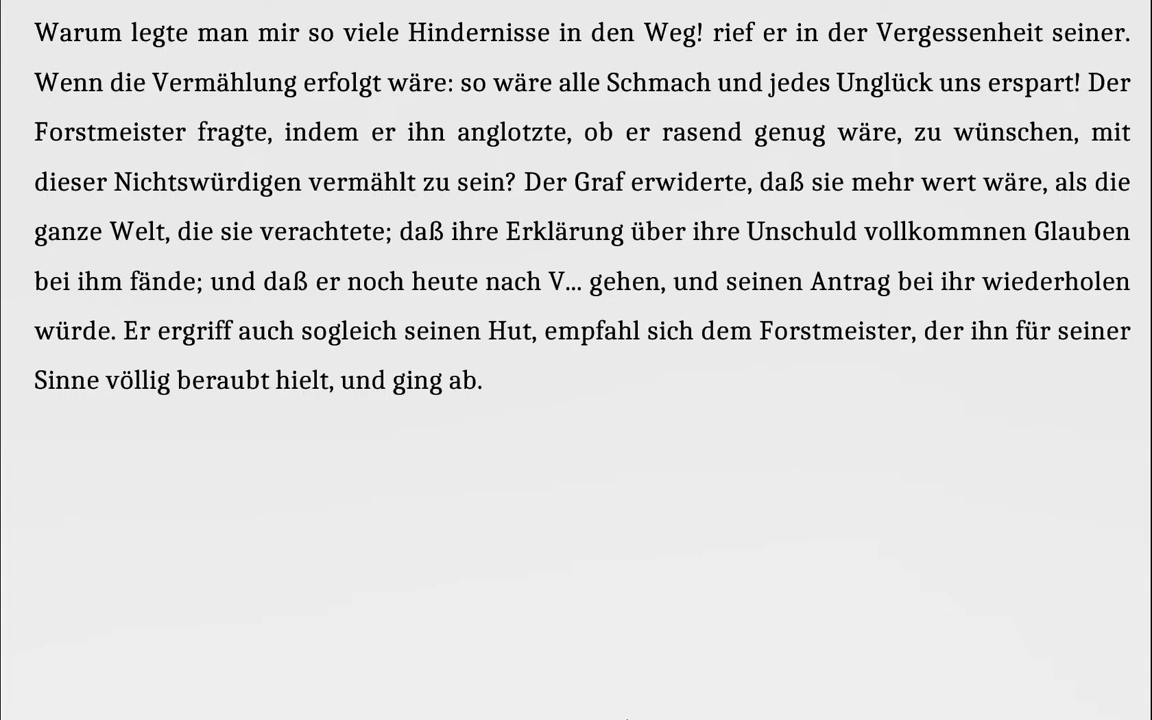 Warum legte man mir so viele Hindernisse in den Weg! rief er in der Vergessenheit seiner.
Wenn die Vermählung erfolgt wäre: so wäre alle Schmach und jedes Unglück uns erspart! Der
Forstmeister fragte, indem er ihn anglotzte, ob er rasend genug wäre, zu wünschen, mit
dieser Nichtswürdigen vermählt zu sein? Der Graf erwiderte, daß sie mehr wert wäre, als die
ganze Welt, die sie verachtete; daß ihre Erklärung über ihre Unschuld vollkommnen Glauben
bei ihm fände; und daß er noch heute nach V... gehen, und seinen Antrag bei ihr wiederholen
würde. Er ergriff auch sogleich seinen Hut, empfahl sich dem Forstmeister, der ihn für seiner
Sinne völlig beraubt hielt, und ging ab.